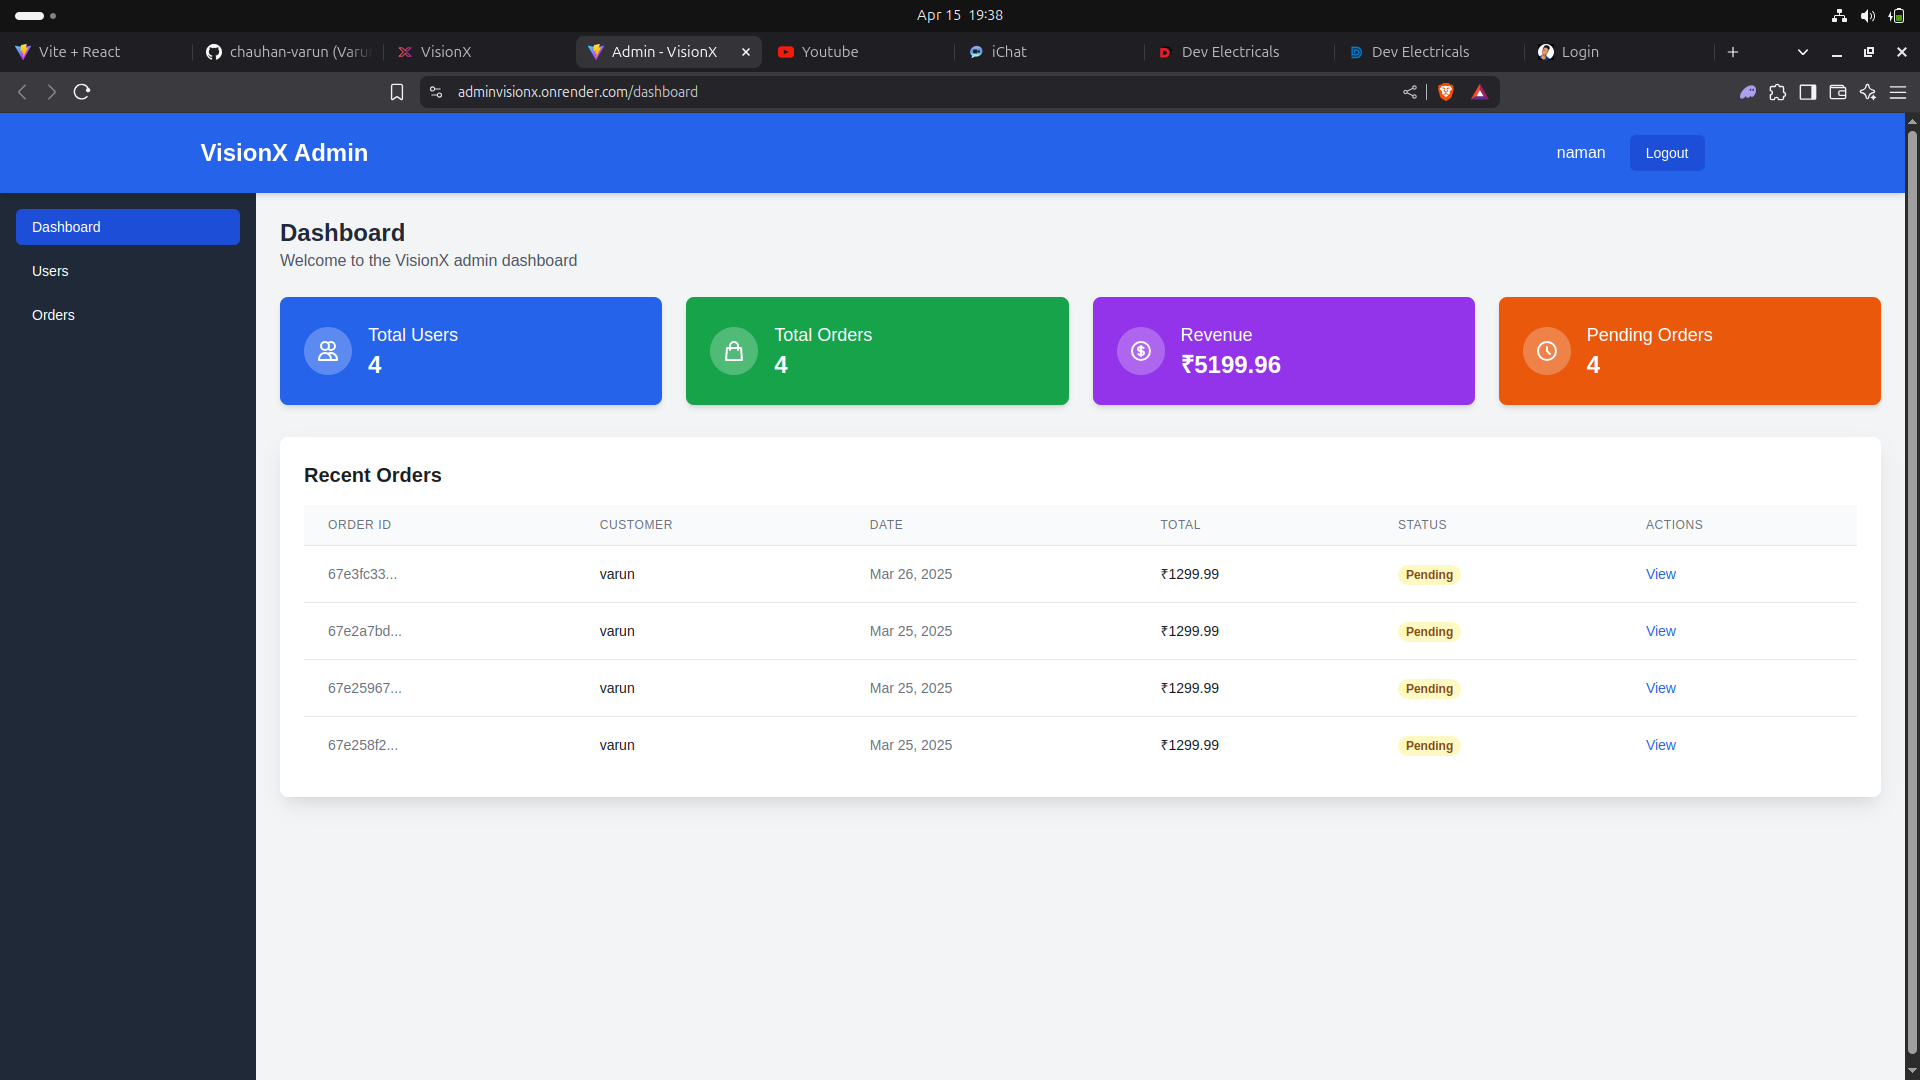 Apr 15 19:38
Vite + React
chauhan-varun (Varu
VisionX
Admin - VisionX
Youtube
iChat
Dev Electricals
Dev Electricals
Login
adminvisionx.onrender.com/dashboard
VisionX Admin
naman
Logout
Dashboard
Users
Orders
Dashboard
Welcome to the VisionX admin dashboard
Total Users
4
Total Orders
4
Revenue
₹5199.96
Pending Orders
4
Recent Orders
ORDER ID CUSTOMER DATE TOTAL STATUS ACTIONS
67e3fc33... varun Mar 26, 2025 ₹1299.99 Pending View
67e2a7bd... varun Mar 25, 2025 ₹1299.99 Pending View
67e25967... varun Mar 25, 2025 ₹1299.99 Pending View
67e258f2... varun Mar 25, 2025 ₹1299.99 Pending View